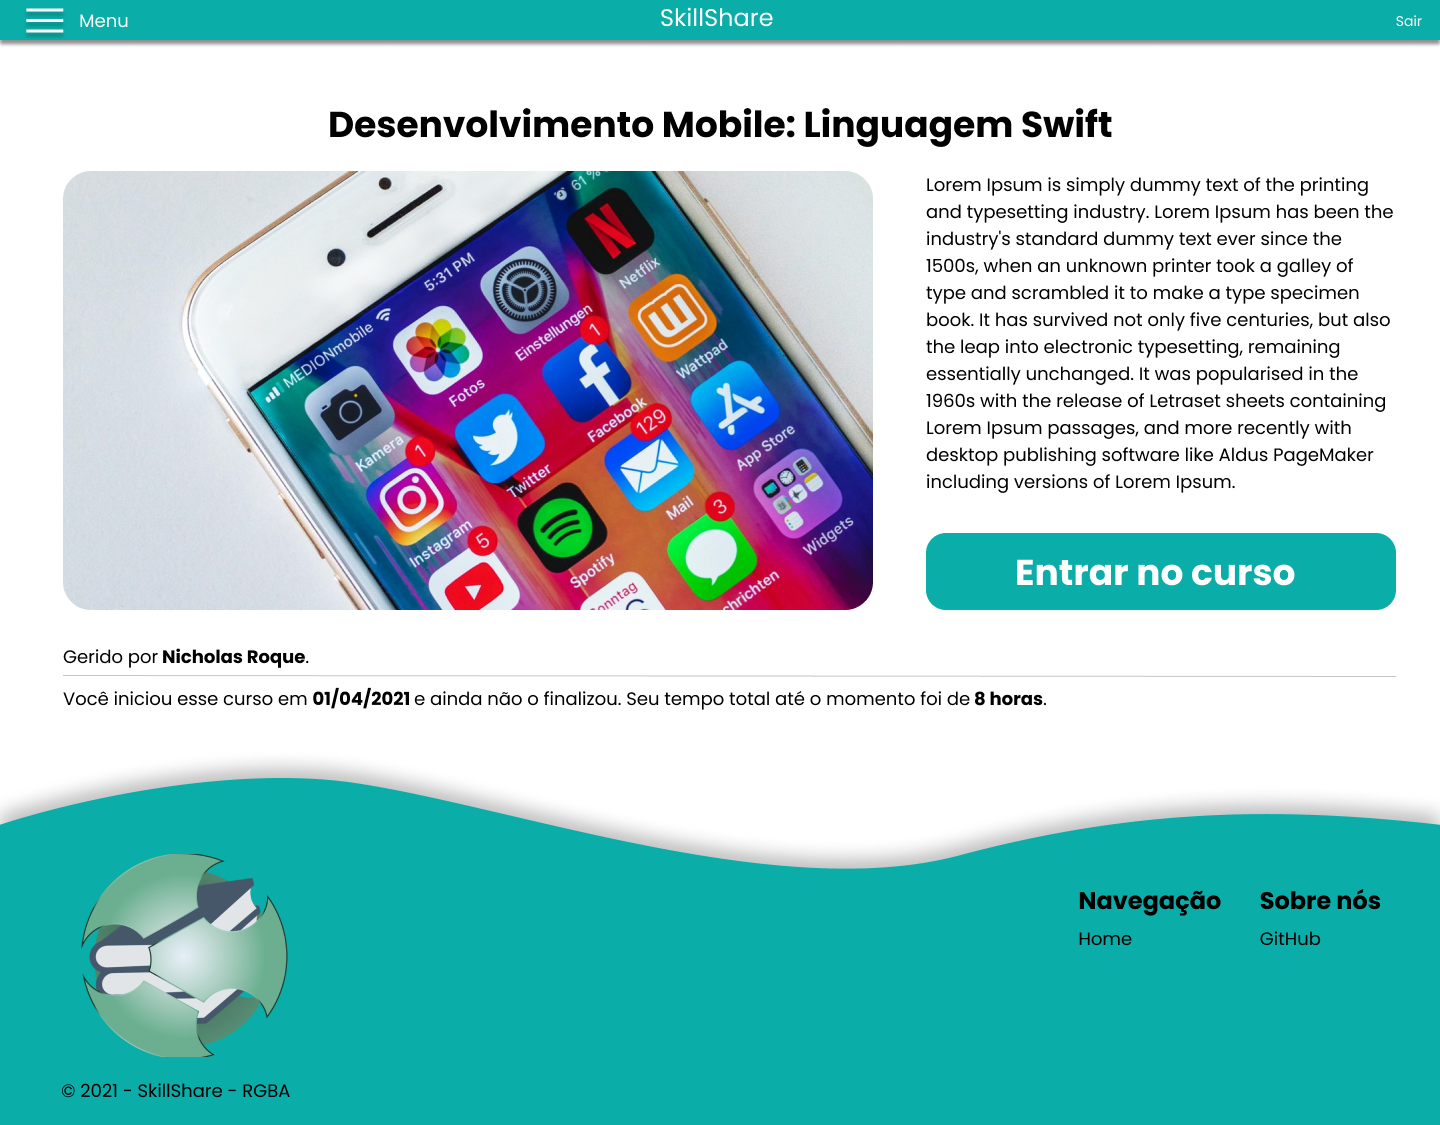 Menu
SkillShare
Sair
Desenvolvimento Mobile: Linguagem Swift
61 %
5:31 PM
MEDIONmobile
Netflix
Einstellungen
1
Wattpad
Fotos
Facebook
129
App Store
Kamera
1
Twitter
Mail
3
Widgets
Instagram
5
Spotify
Sonntag
chrichten
Lorem Ipsum is simply dummy text of the printing
and typesetting industry. Lorem Ipsum has been the
industry's standard dummy text ever since the
1500s, when an unknown printer took a galley of
type and scrambled it to make a type specimen
book. It has survived not only five centuries, but also
the leap into electronic typesetting, remaining
essentially unchanged. It was popularised in the
1960s with the release of Letraset sheets containing
Lorem Ipsum passages, and more recently with
desktop publishing software like Aldus PageMaker
including versions of Lorem Ipsum.
Entrar no curso
Gerido por Nicholas Roque.
Você iniciou esse curso em 01/04/2021 e ainda não o finalizou. Seu tempo total até o momento foi de 8 horas.
Navegação
Home
Sobre nós
GitHub
© 2021 - SkillShare - RGBA